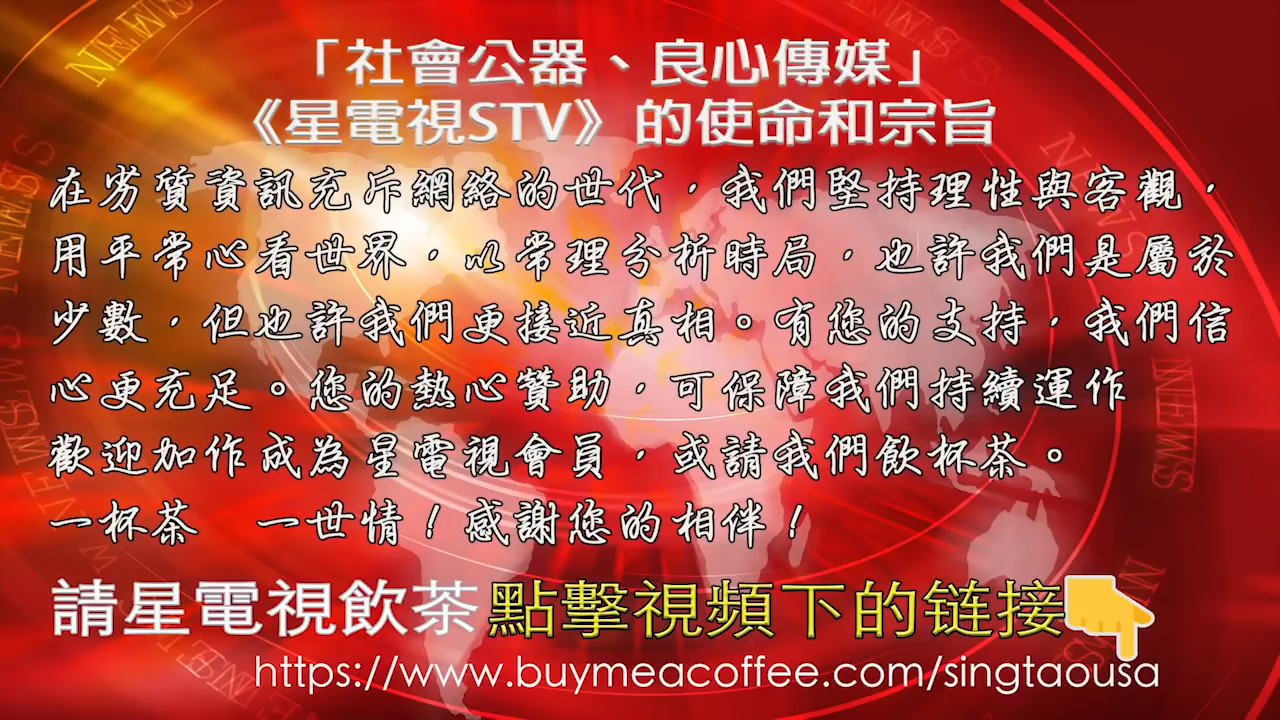 「社會公器、良心傳媒」
《星電視STV》的使命和宗旨
在劣質資訊充斥網絡的世代，我們堅持理性與客觀，
用平常心看世界，以常理分析時局，也許我們是屬於
少數，但也許我們更接近真相。有您的支持，我們信
心更充足。您的熱心贊助，可保障我們持續運作
歡迎加作成為星電視會員，或請我們飲杯茶。
一杯茶　一世情！感謝您的相伴！
請星電視飲茶 點擊視頻下的链接
https://www.buymeacoffee.com/singtaousa
NEWS
NEWS
NEWS
NEWS
NEWS